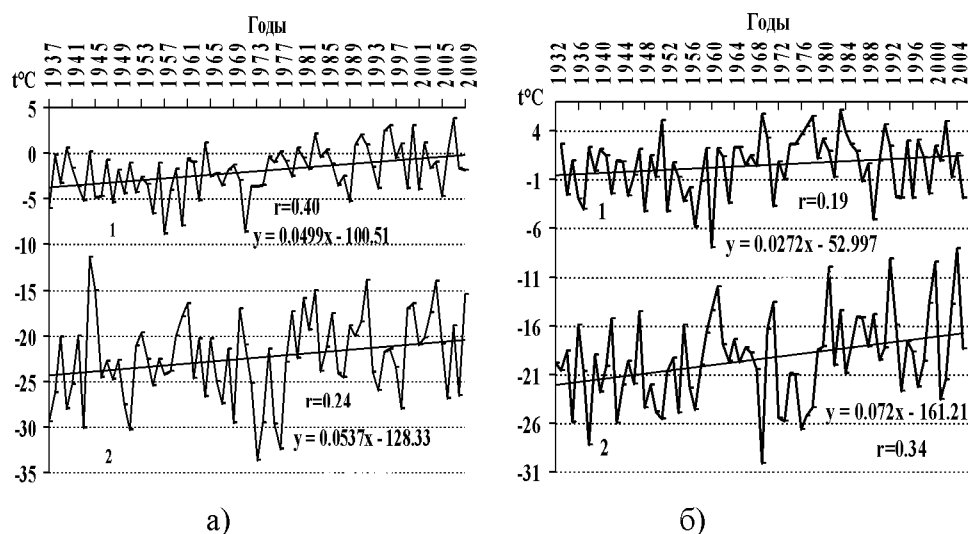 Годы
1937 1941 1945 1949 1953 1957 1961 1965 1969 1973 1977 1981 1985 1989 1993 1997 2001 2005 2009
t°C
5
0
-5
-10
-15
-20
-25
-30
-35
1
r=0.40
y = 0.0499x - 100.51
r=0.24
y = 0.0537x - 128.33
2
а)
Годы
1932 1936 1940 1944 1948 1952 1956 1960 1964 1968 1972 1976 1980 1984 1988 1992 1996 2000 2004
t°C
4
-1
-6
-11
-16
-21
-26
-31
1
r=0.19
y = 0.0272x - 52.997
y = 0.072x - 161.21
2
r=0.34
б)